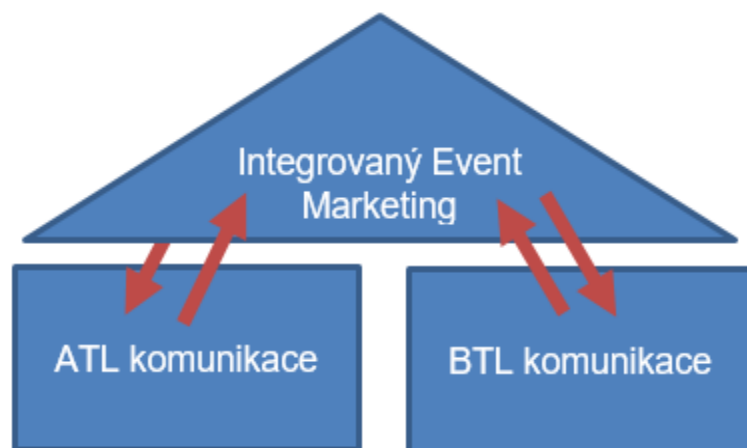 Integrovaný Event
Marketing
ATL komunikace
BTL komunikace